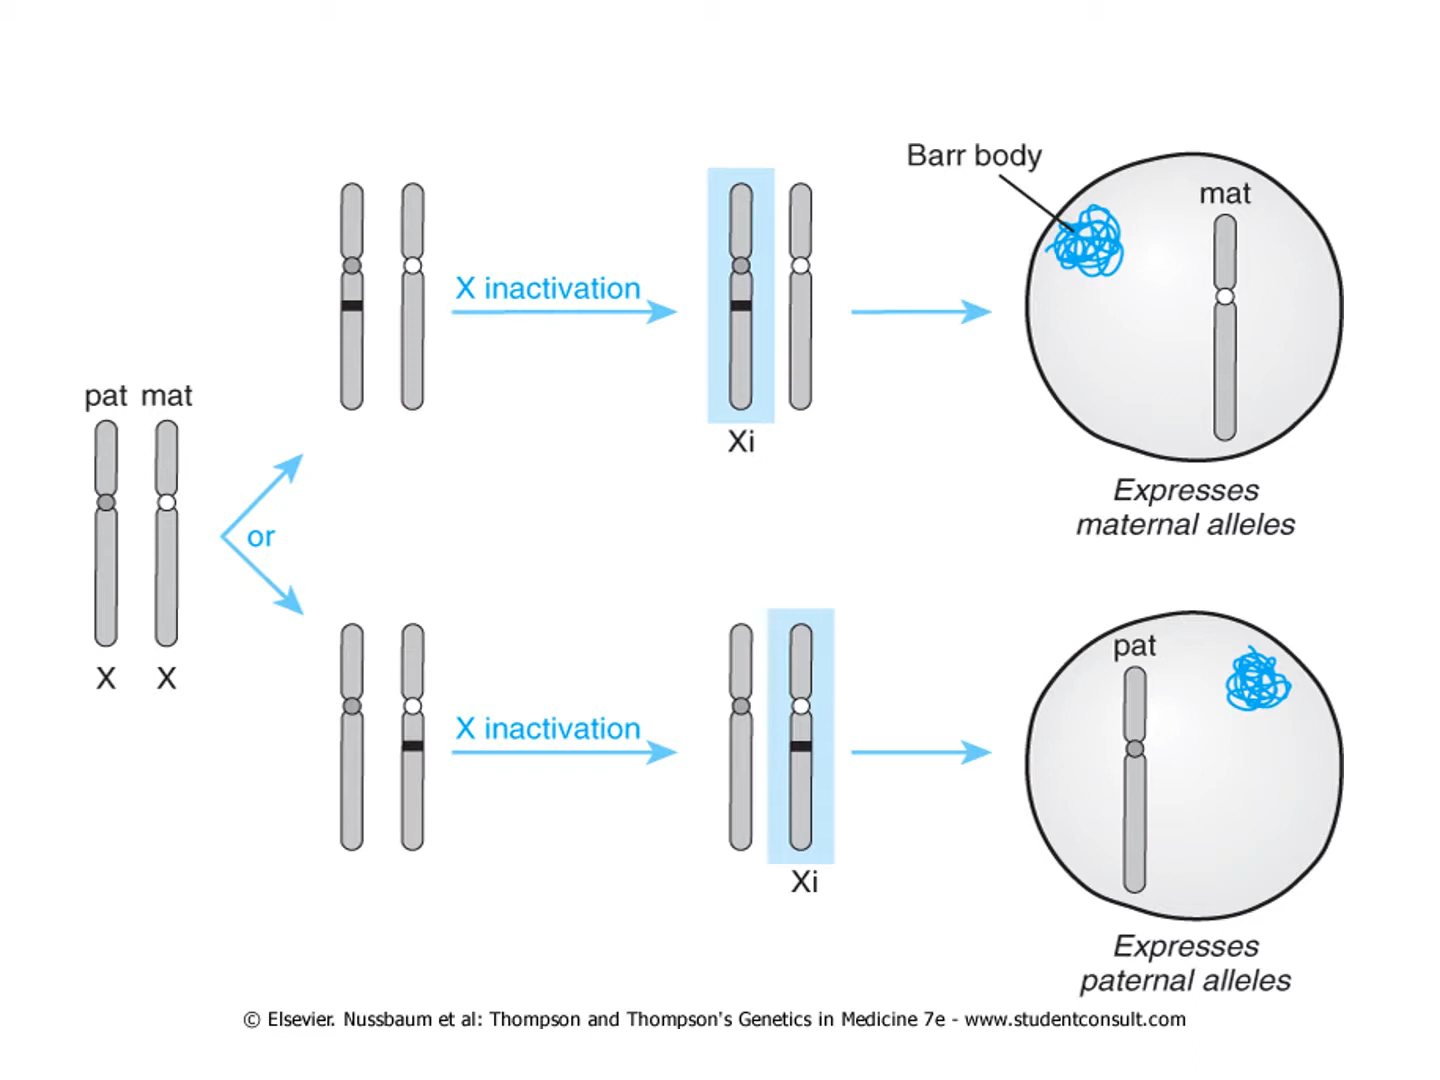 pat mat
X X
or
X inactivation
Xi
Barr body
mat
Expresses
maternal alleles
X inactivation
Xi
pat
Expresses
paternal alleles
© Elsevier. Nussbaum et al: Thompson and Thompson's Genetics in Medicine 7e - www.studentconsult.com